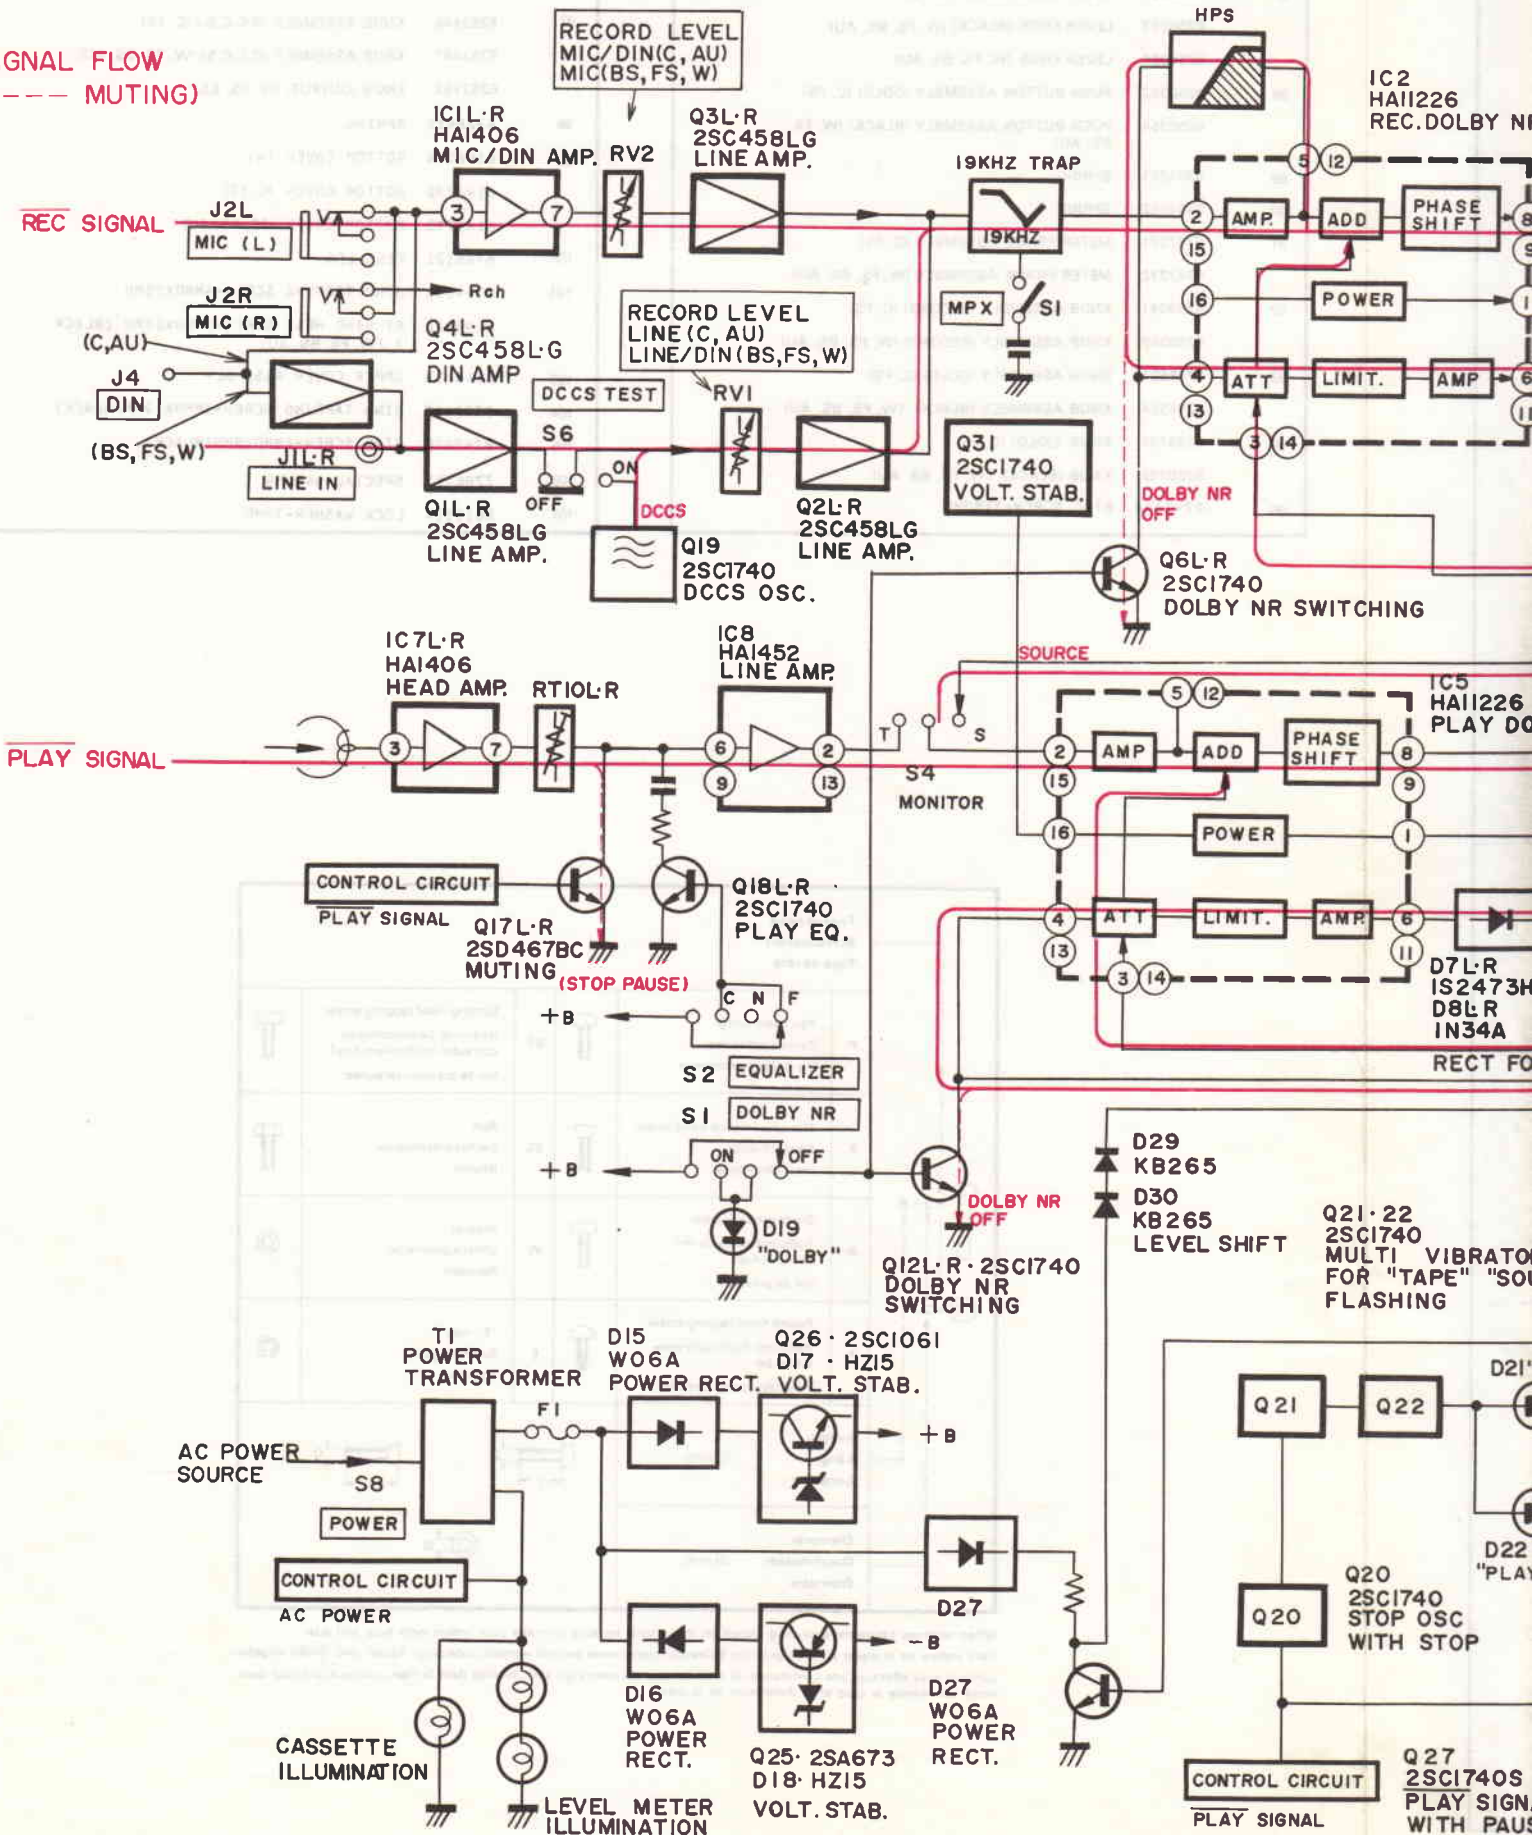 GNAL FLOW
--- MUTING)
RECORD LEVEL
MIC/DIN(C, AU)
MIC(BS, FS, W)
HPS
IC2
HA11226
REC.DOLBY N
IC1L·R
HA1406
MIC/DIN AMP.
RV2
Q3L·R
2SC458LG
LINE AMP.
19KHZ TRAP
19KHZ
5 12
REC SIGNAL
J2L
MIC (L)
V
3 7
2 AMP. ADD PHASE SHIFT 8
15
9
J2R
MIC (R)
V
Rch
16 POWER 1
MPX S1
(C,AU)
J4
DIN
(BS, FS, W)
Q4L·R
2SC458L·G
DIN AMP
RECORD LEVEL
LINE(C, AU)
LINE/DIN(BS,FS,W)
RV1
DCCS TEST
S6
ON
OFF
J1L·R
LINE IN
Q1L·R
2SC458LG
LINE AMP.
DCCS
Q19
2SC1740
DCCS OSC.
Q2L·R
2SC458LG
LINE AMP.
Q31
2SC1740
VOLT. STAB.
4 ATT LIMIT. AMP 6
13
11
3 14
DOLBY NR
OFF
Q6L·R
2SC1740
DOLBY NR SWITCHING
IC7L·R
HA1406
HEAD AMP.
RT10L·R
IC8
HA1452
LINE AMP.
SOURCE
IC5
HA11226
PLAY DO
5 12
PLAY SIGNAL
3 7
6 2
9 13
T S
S4
MONITOR
2 AMP ADD PHASE SHIFT 8
15
9
16 POWER 1
CONTROL CIRCUIT
PLAY SIGNAL
Q17L·R
2SD467BC
MUTING
(STOP PAUSE)
Q18L·R
2SC1740
PLAY EQ.
4 ATT LIMIT. AMP. 6
13
11
3 14
D7L·R
1S2473H
D8L·R
1N34A
RECT FO
+B
C N F
S2 EQUALIZER
S1 DOLBY NR
+B
ON OFF
D19
"DOLBY"
DOLBY NR
OFF
Q12L·R·2SC1740
DOLBY NR
SWITCHING
D29
KB265
D30
KB265
LEVEL SHIFT
Q21·22
2SC1740
MULTI VIBRATO
FOR "TAPE" "SOU
FLASHING
T1
POWER
TRANSFORMER
F1
D15
W06A
POWER RECT.
Q26·2SC1061
D17·HZ15
VOLT. STAB.
+B
AC POWER
SOURCE
S8
POWER
CONTROL CIRCUIT
AC POWER
Q21 Q22
D21
D22
"PLAY
Q20
Q20
2SC1740
STOP OSC
WITH STOP
D27
D16
W06A
POWER
RECT.
-B
Q25·2SA673
D18·HZ15
VOLT. STAB.
D27
W06A
POWER
RECT.
CASSETTE
ILLUMINATION
LEVEL METER
ILLUMINATION
CONTROL CIRCUIT
PLAY SIGNAL
Q27
2SC1740S
PLAY SIGNA
WITH PAUS